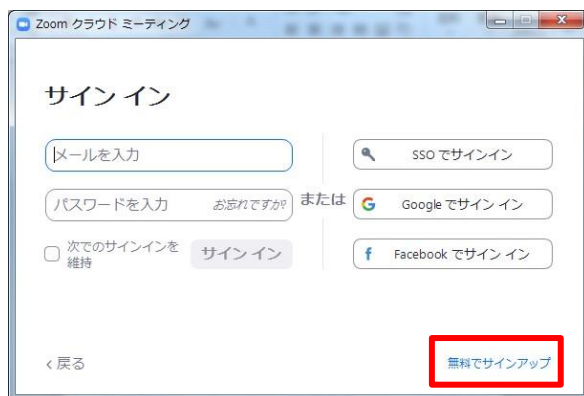 Zoom クラウド ミーティング
サイン イン
メールを入力
パスワードを入力 お忘れですか?
次でのサインインを
維持
サイン イン
または
SSO でサインイン
Google でサイン イン
Facebook でサイン イン
‹ 戻る
無料でサインアップ